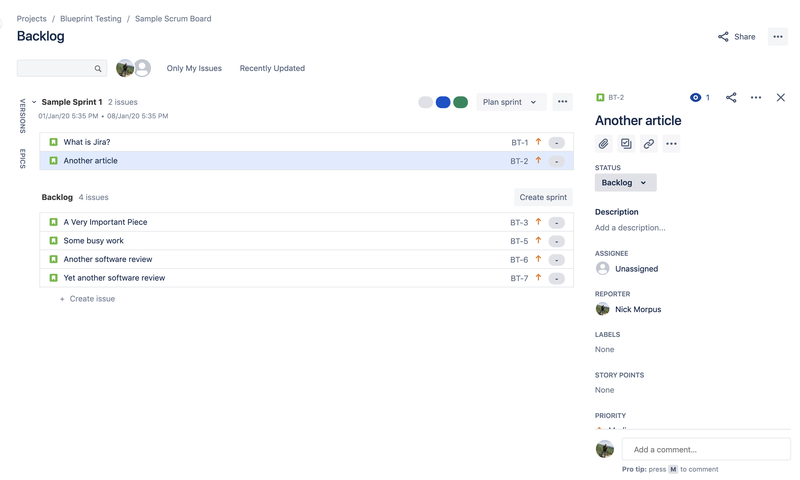 Projects / Blueprint Testing / Sample Scrum Board
Backlog
Share
Only My Issues
Recently Updated
VERSIONS
EPICS
Sample Sprint 1 2 issues
Plan sprint
01/Jan/20 5:35 PM • 08/Jan/20 5:35 PM
What is Jira? BT-1 -
Another article BT-2 -
Backlog 4 issues
Create sprint
A Very Important Piece BT-3 -
Some busy work BT-5 -
Another software review BT-6 -
Yet another software review BT-7 -
+ Create issue
BT-2
1
Another article
STATUS
Backlog
Description
Add a description...
ASSIGNEE
Unassigned
REPORTER
Nick Morpus
LABELS
None
STORY POINTS
None
PRIORITY
Add a comment...
Pro tip: press M to comment